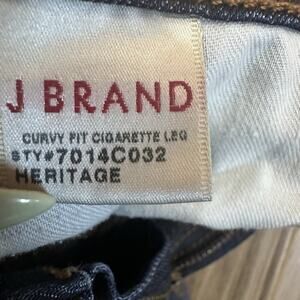 J BRAND
CURVY FIT CIGARETTE LEG
STY#7014C032
HERITAGE